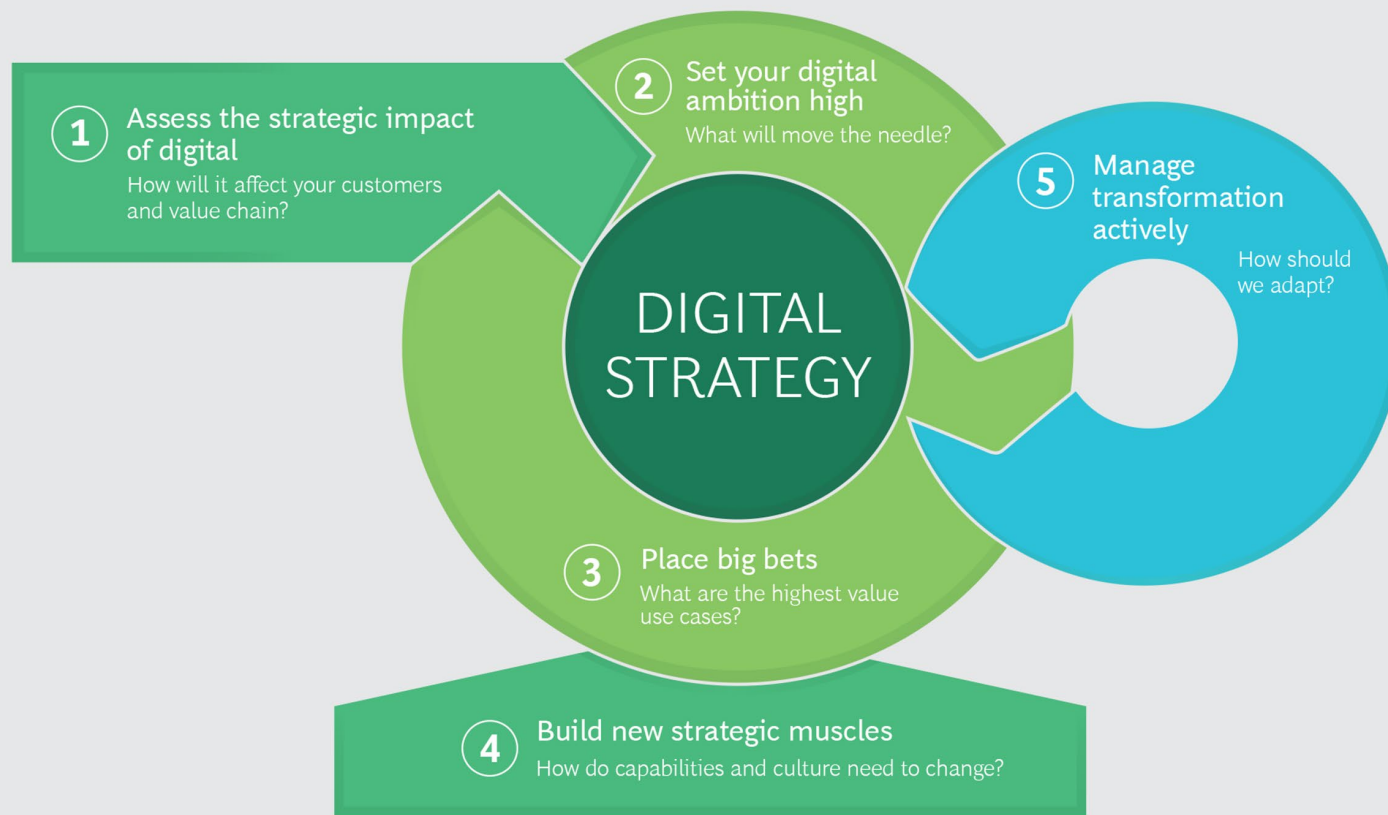 1
Assess the strategic impact
of digital
How will it affect your customers
and value chain?
2
Set your digital
ambition high
What will move the needle?
DIGITAL
STRATEGY
3
Place big bets
What are the highest value
use cases?
4
Build new strategic muscles
How do capabilities and culture need to change?
5
Manage
transformation
actively
How should
we adapt?